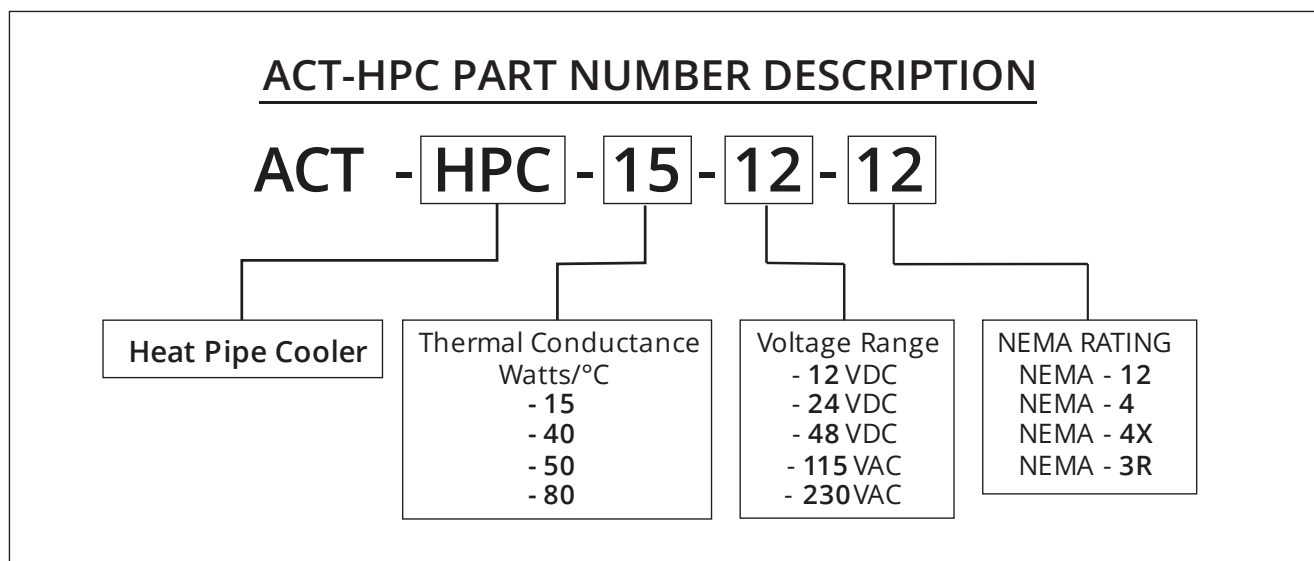 ACT-HPC PART NUMBER DESCRIPTION
ACT - HPC - 15 - 12 - 12
Heat Pipe Cooler
Thermal Conductance
Watts/°C
- 15
- 40
- 50
- 80
Voltage Range
- 12 VDC
- 24 VDC
- 48 VDC
- 115 VAC
- 230 VAC
NEMA RATING
NEMA - 12
NEMA - 4
NEMA - 4X
NEMA - 3R